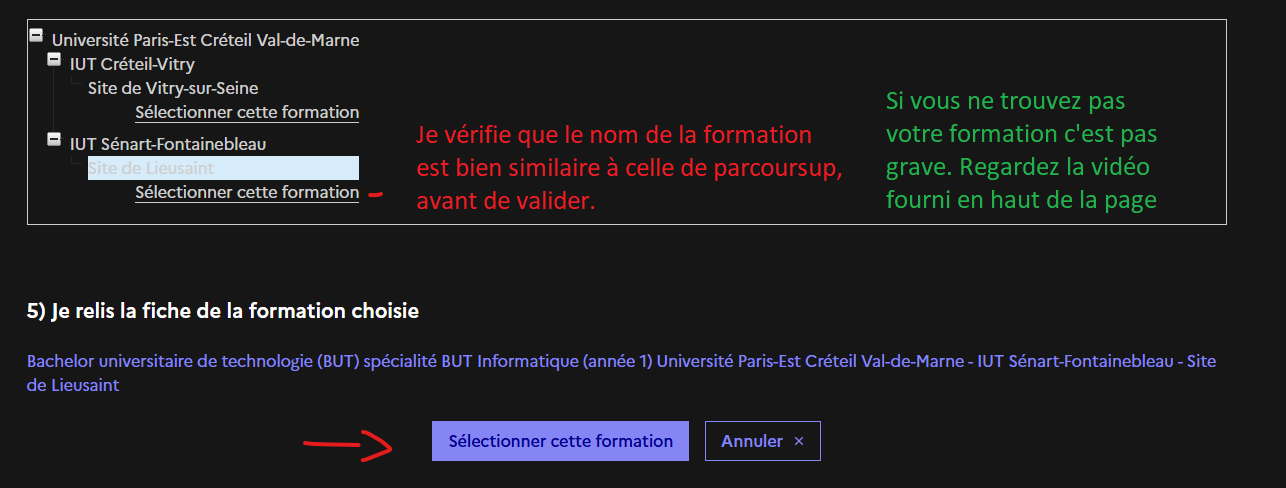 Université Paris-Est Créteil Val-de-Marne
IUT Créteil-Vitry
Site de Vitry-sur-Seine
Sélectionner cette formation
IUT Sénart-Fontainebleau
Site de Lieusaint
Sélectionner cette formation
Je vérifie que le nom de la formation
est bien similaire à celle de parcoursup,
avant de valider.
Si vous ne trouvez pas
votre formation c'est pas
grave. Regardez la vidéo
fourni en haut de la page
5) Je relis la fiche de la formation choisie
Bachelor universitaire de technologie (BUT) spécialité BUT Informatique (année 1) Université Paris-Est Créteil Val-de-Marne - IUT Sénart-Fontainebleau - Site
de Lieusaint
Sélectionner cette formation
Annuler ×